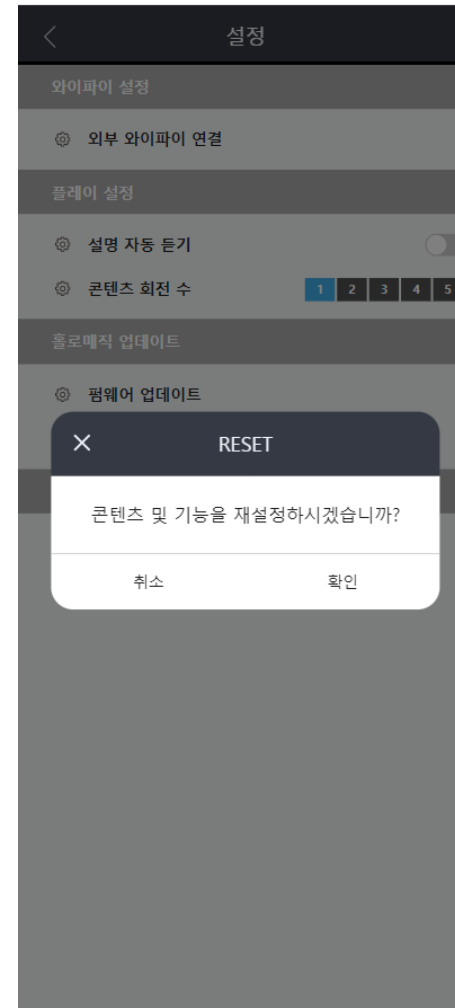 설정
와이파이 설정
외부 와이파이 연결
플레이 설정
설명 자동 듣기
콘텐츠 회전 수 1 2 3 4 5
홀로매직 업데이트
펌웨어 업데이트
RESET
콘텐츠 및 기능을 재설정하시겠습니까?
취소 확인